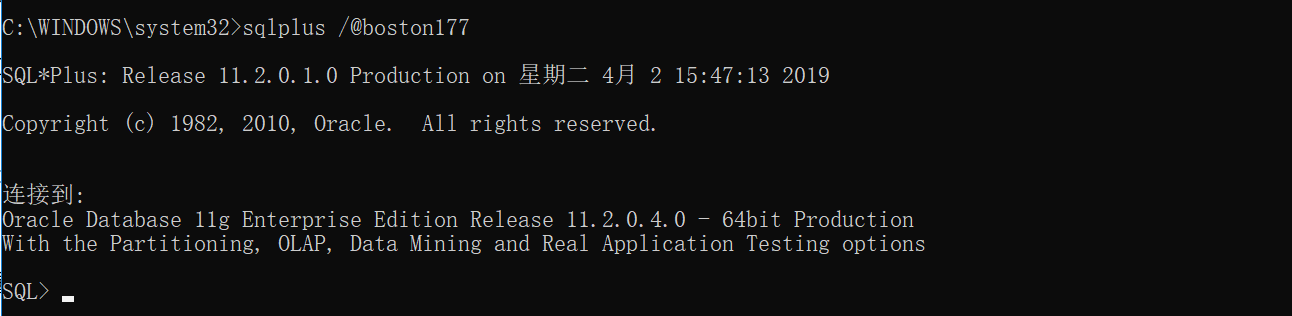 C:\WINDOWS\system32>sqlplus /@boston177
SQL*Plus: Release 11.2.0.1.0 Production on 星期二 4月 2 15:47:13 2019
Copyright (c) 1982, 2010, Oracle.  All rights reserved.
连接到:
Oracle Database 11g Enterprise Edition Release 11.2.0.4.0 - 64bit Production
With the Partitioning, OLAP, Data Mining and Real Application Testing options
SQL>